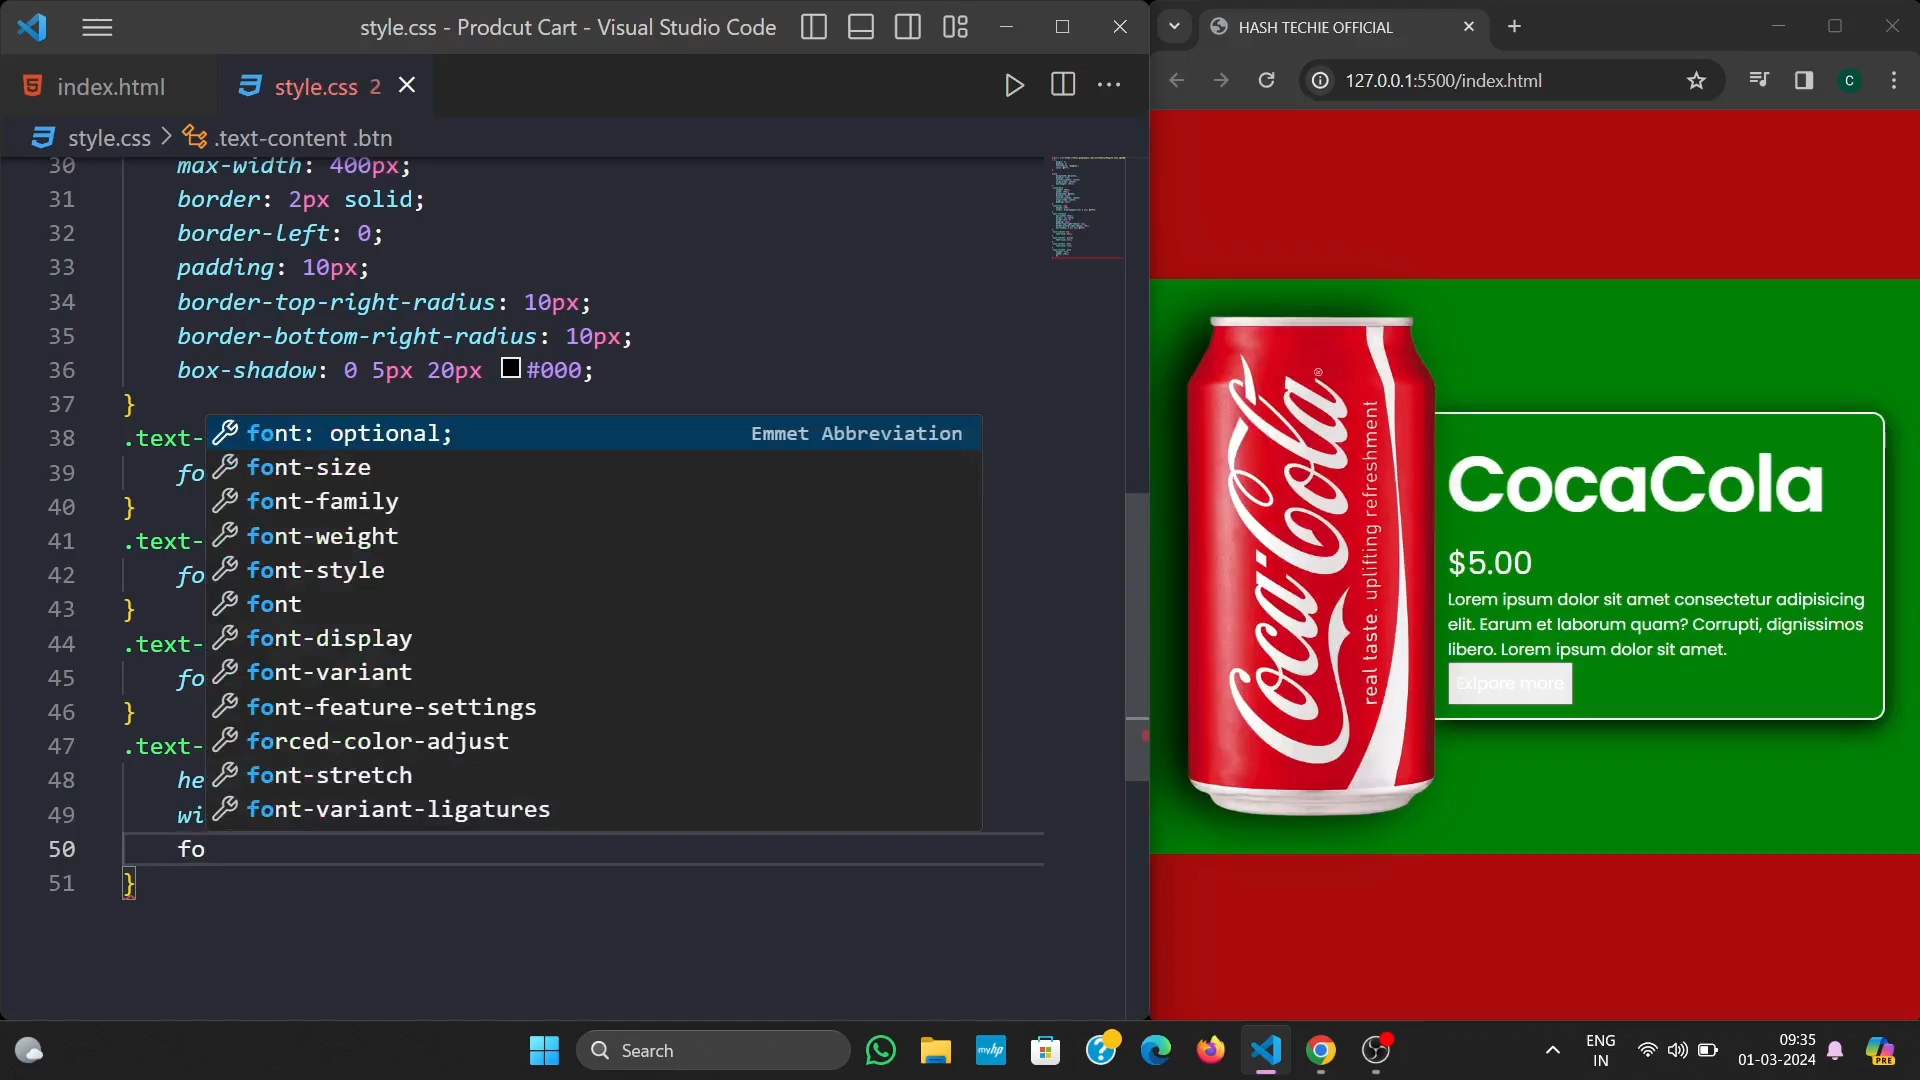 style.css - Prodcut Cart - Visual Studio Code
index.html
style.css 2
style.css > .text-content .btn
30 max-width: 400px;
31 border: 2px solid;
32 border-left: 0;
33 padding: 10px;
34 border-top-right-radius: 10px;
35 border-bottom-right-radius: 10px;
36 box-shadow: 0 5px 20px #000;
37 }
38 .text-
39 fo
40 }
41 .text-
42 fo
43 }
44 .text-
45 fo
46 }
47 .text-
48 he
49 wi
50 fo
51 }
font: optional; Emmet Abbreviation
font-size
font-family
font-weight
font-style
font
font-display
font-variant
font-feature-settings
forced-color-adjust
font-stretch
font-variant-ligatures
HASH TECHIE OFFICIAL
127.0.0.1:5500/index.html
C
Coca-Cola
®
real taste. uplifting refreshment
CocaCola
$5.00
Lorem ipsum dolor sit amet consectetur adipisicing
elit. Earum et laborum quam? Corrupti, dignissimos
libero. Lorem ipsum dolor sit amet.
Exlpore more
Search
myhp
ENG
IN
09:35
01-03-2024
PRE